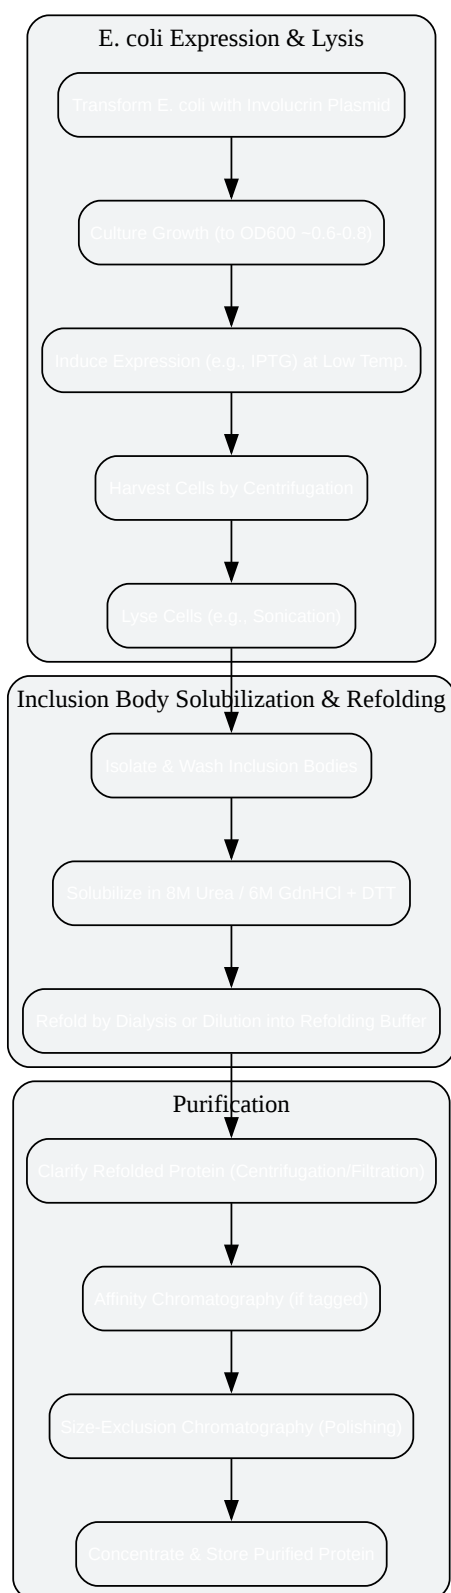 E. coli Expression & Lysis
Transform E. coli with Involucrin Plasmid
Culture Growth (to OD600 ~0.6-0.8)
Induce Expression (e.g., IPTG) at Low Temp.
Harvest Cells by Centrifugation
Lyse Cells (e.g., Sonication)
Inclusion Body Solubilization & Refolding
Isolate & Wash Inclusion Bodies
Solubilize in 8M Urea / 6M GdnHCl + DTT
Refold by Dialysis or Dilution into Refolding Buffer
Purification
Clarify Refolded Protein (Centrifugation/Filtration)
Affinity Chromatography (if tagged)
Size-Exclusion Chromatography (Polishing)
Concentrate & Store Purified Protein